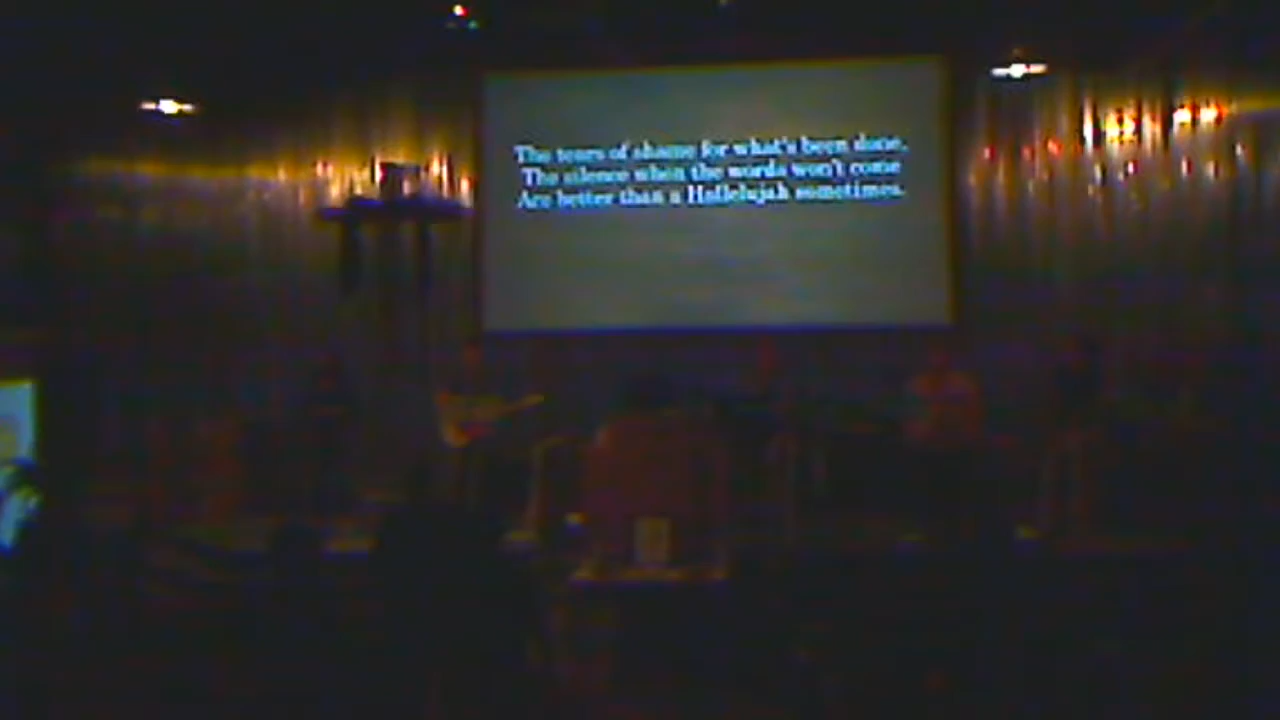 The tears of shame for what's been done.
The silence when the words won't come
Are better than a Hallelujah sometimes.